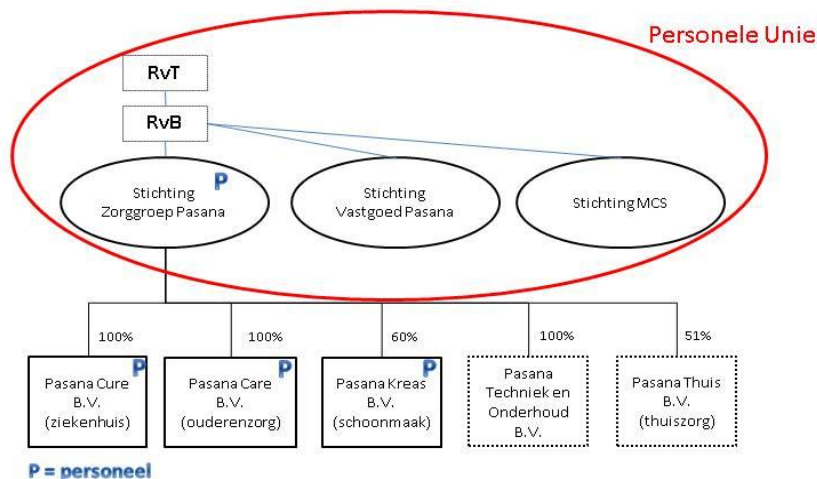 Personele Unie
RvT
RvB
Stichting
Zorggroep Pasana
P
Stichting
Vastgoed Pasana
Stichting MCS
100%
100%
60%
100%
51%
Pasana Cure
B.V.
(ziekenhuis)
P
Pasana Care
B.V.
(ouderenzorg)
P
Pasana Kreas
B.V.
(schoonmaak)
P
Pasana
Techniek en
Onderhoud
B.V.
Pasana Thuis
B.V.
(thuiszorg)
P = personeel